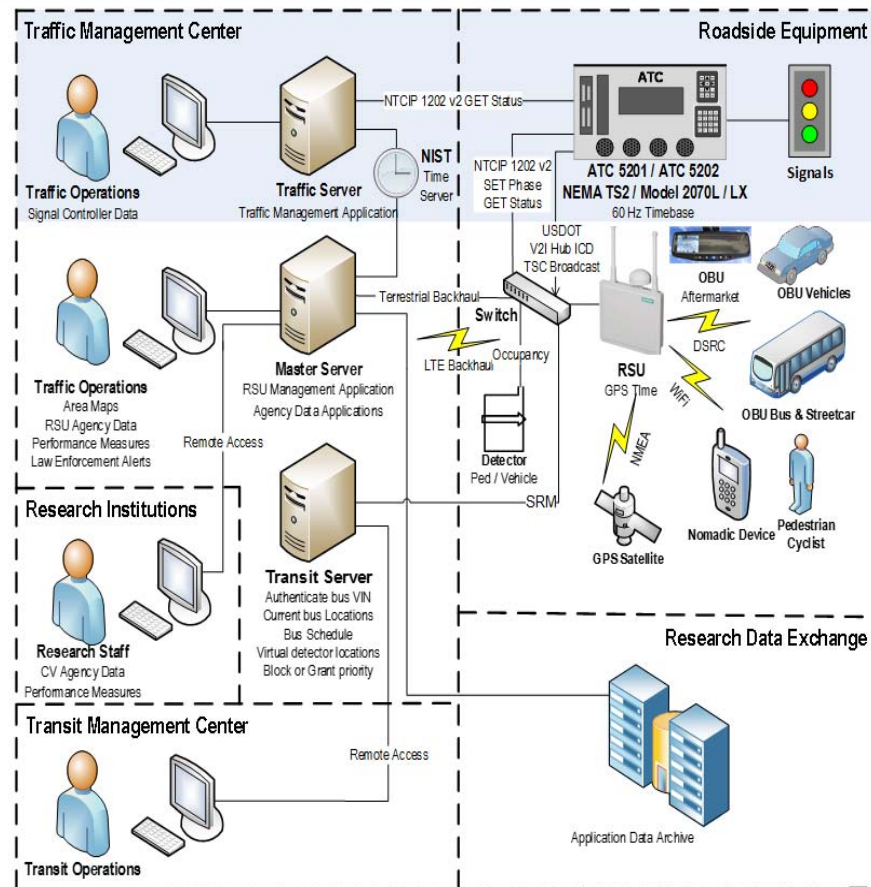 Traffic Management Center
Traffic Operations
Signal Controller Data
Traffic Server
Traffic Management Application
NIST
Time
Server
NTCIP 1202 v2 GET Status
Roadside Equipment
ATC
ATC 5201 / ATC 5202
NEMA TS2 / Model 2070L / LX
60 Hz Timebase
Signals
NTCIP 1202 v2
SET Phase
GET Status
USDOT
V2I Hub ICD
TSC Broadcast
OBU
Aftermarket
OBU Vehicles
Traffic Operations
Area Maps
RSU Agency Data
Performance Measures
Law Enforcement Alerts
Master Server
RSU Management Application
Agency Data Applications
Terrestrial Backhaul
LTE Backhaul
Switch
Occupancy
RSU
GPS Time
DSRC
WiFi
NMEA
OBU Bus & Streetcar
Detector
Ped / Vehicle
GPS Satellite
Nomadic Device
Pedestrian
Cyclist
Remote Access
SRM
Research Institutions
Research Staff
CV Agency Data
Performance Measures
Transit Server
Authenticate bus VIN
Current bus Locations
Bus Schedule
Virtual detector locations
Block or Grant priority
Research Data Exchange
Application Data Archive
Transit Management Center
Remote Access
Transit Operations